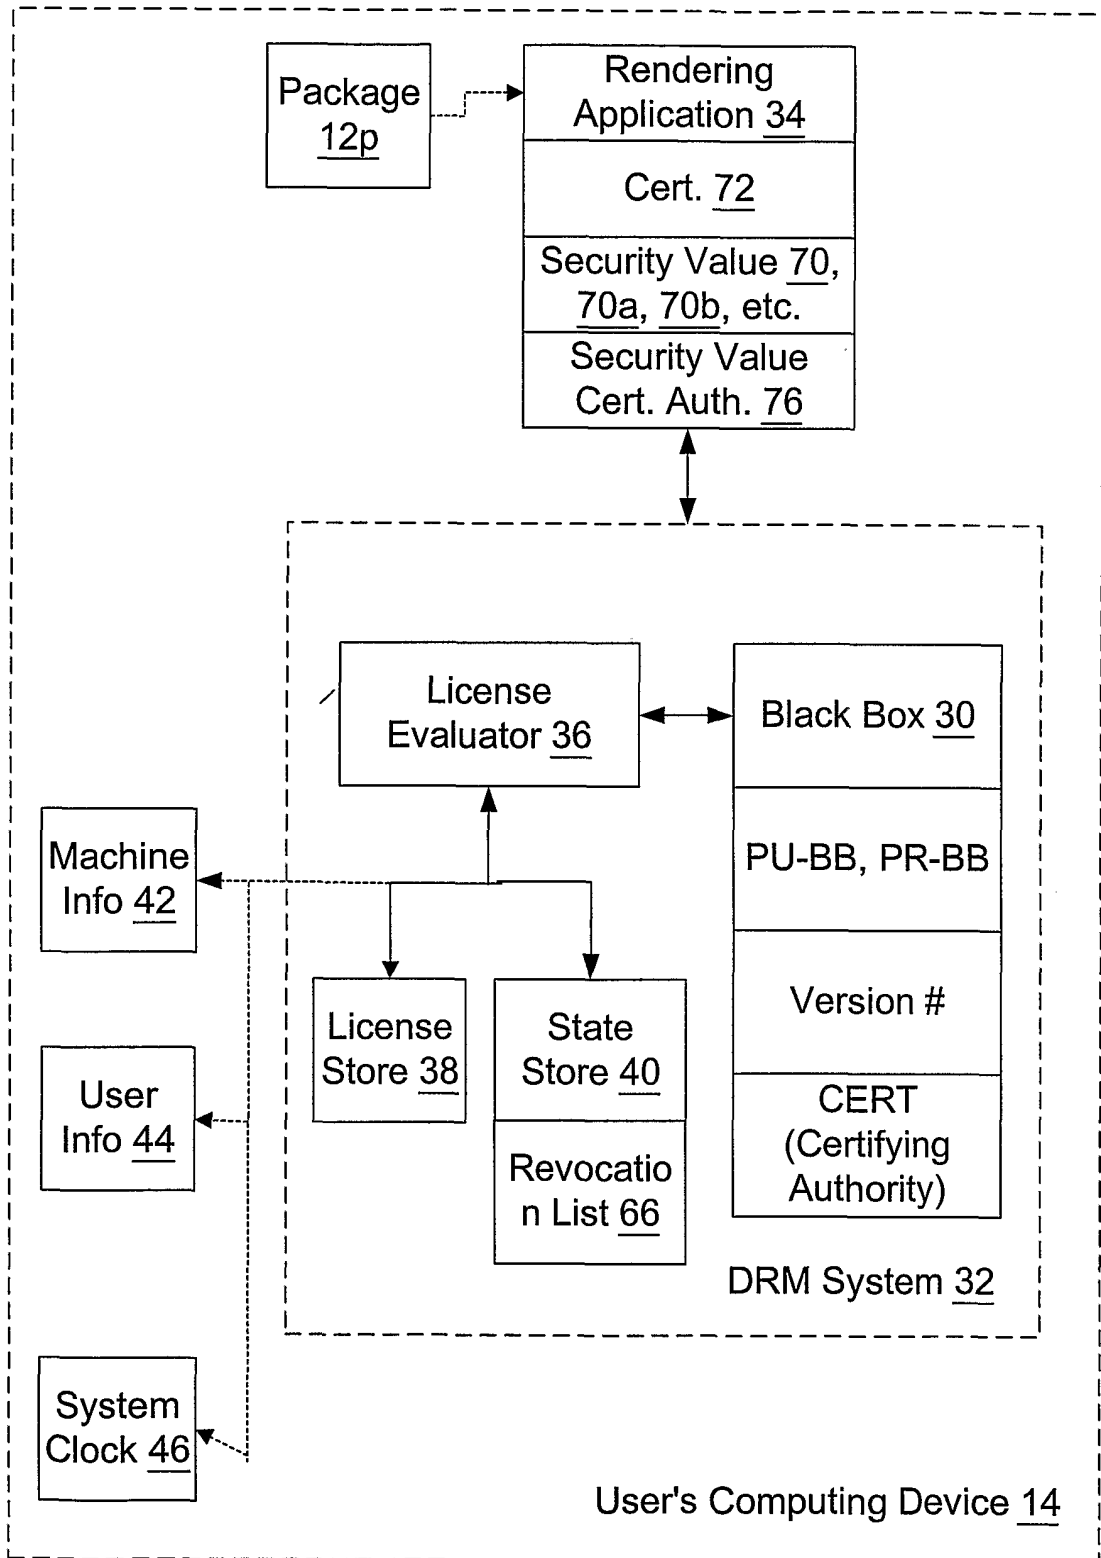 Package
12p
Rendering
Application 34
Cert. 72
Security Value 70,
70a, 70b, etc.
Security Value
Cert. Auth. 76
License
Evaluator 36
Black Box 30
PU-BB, PR-BB
Version #
CERT
(Certifying
Authority)
Machine
Info 42
License
Store 38
State
Store 40
Revocatio
n List 66
User
Info 44
DRM System 32
System
Clock 46
User's Computing Device 14